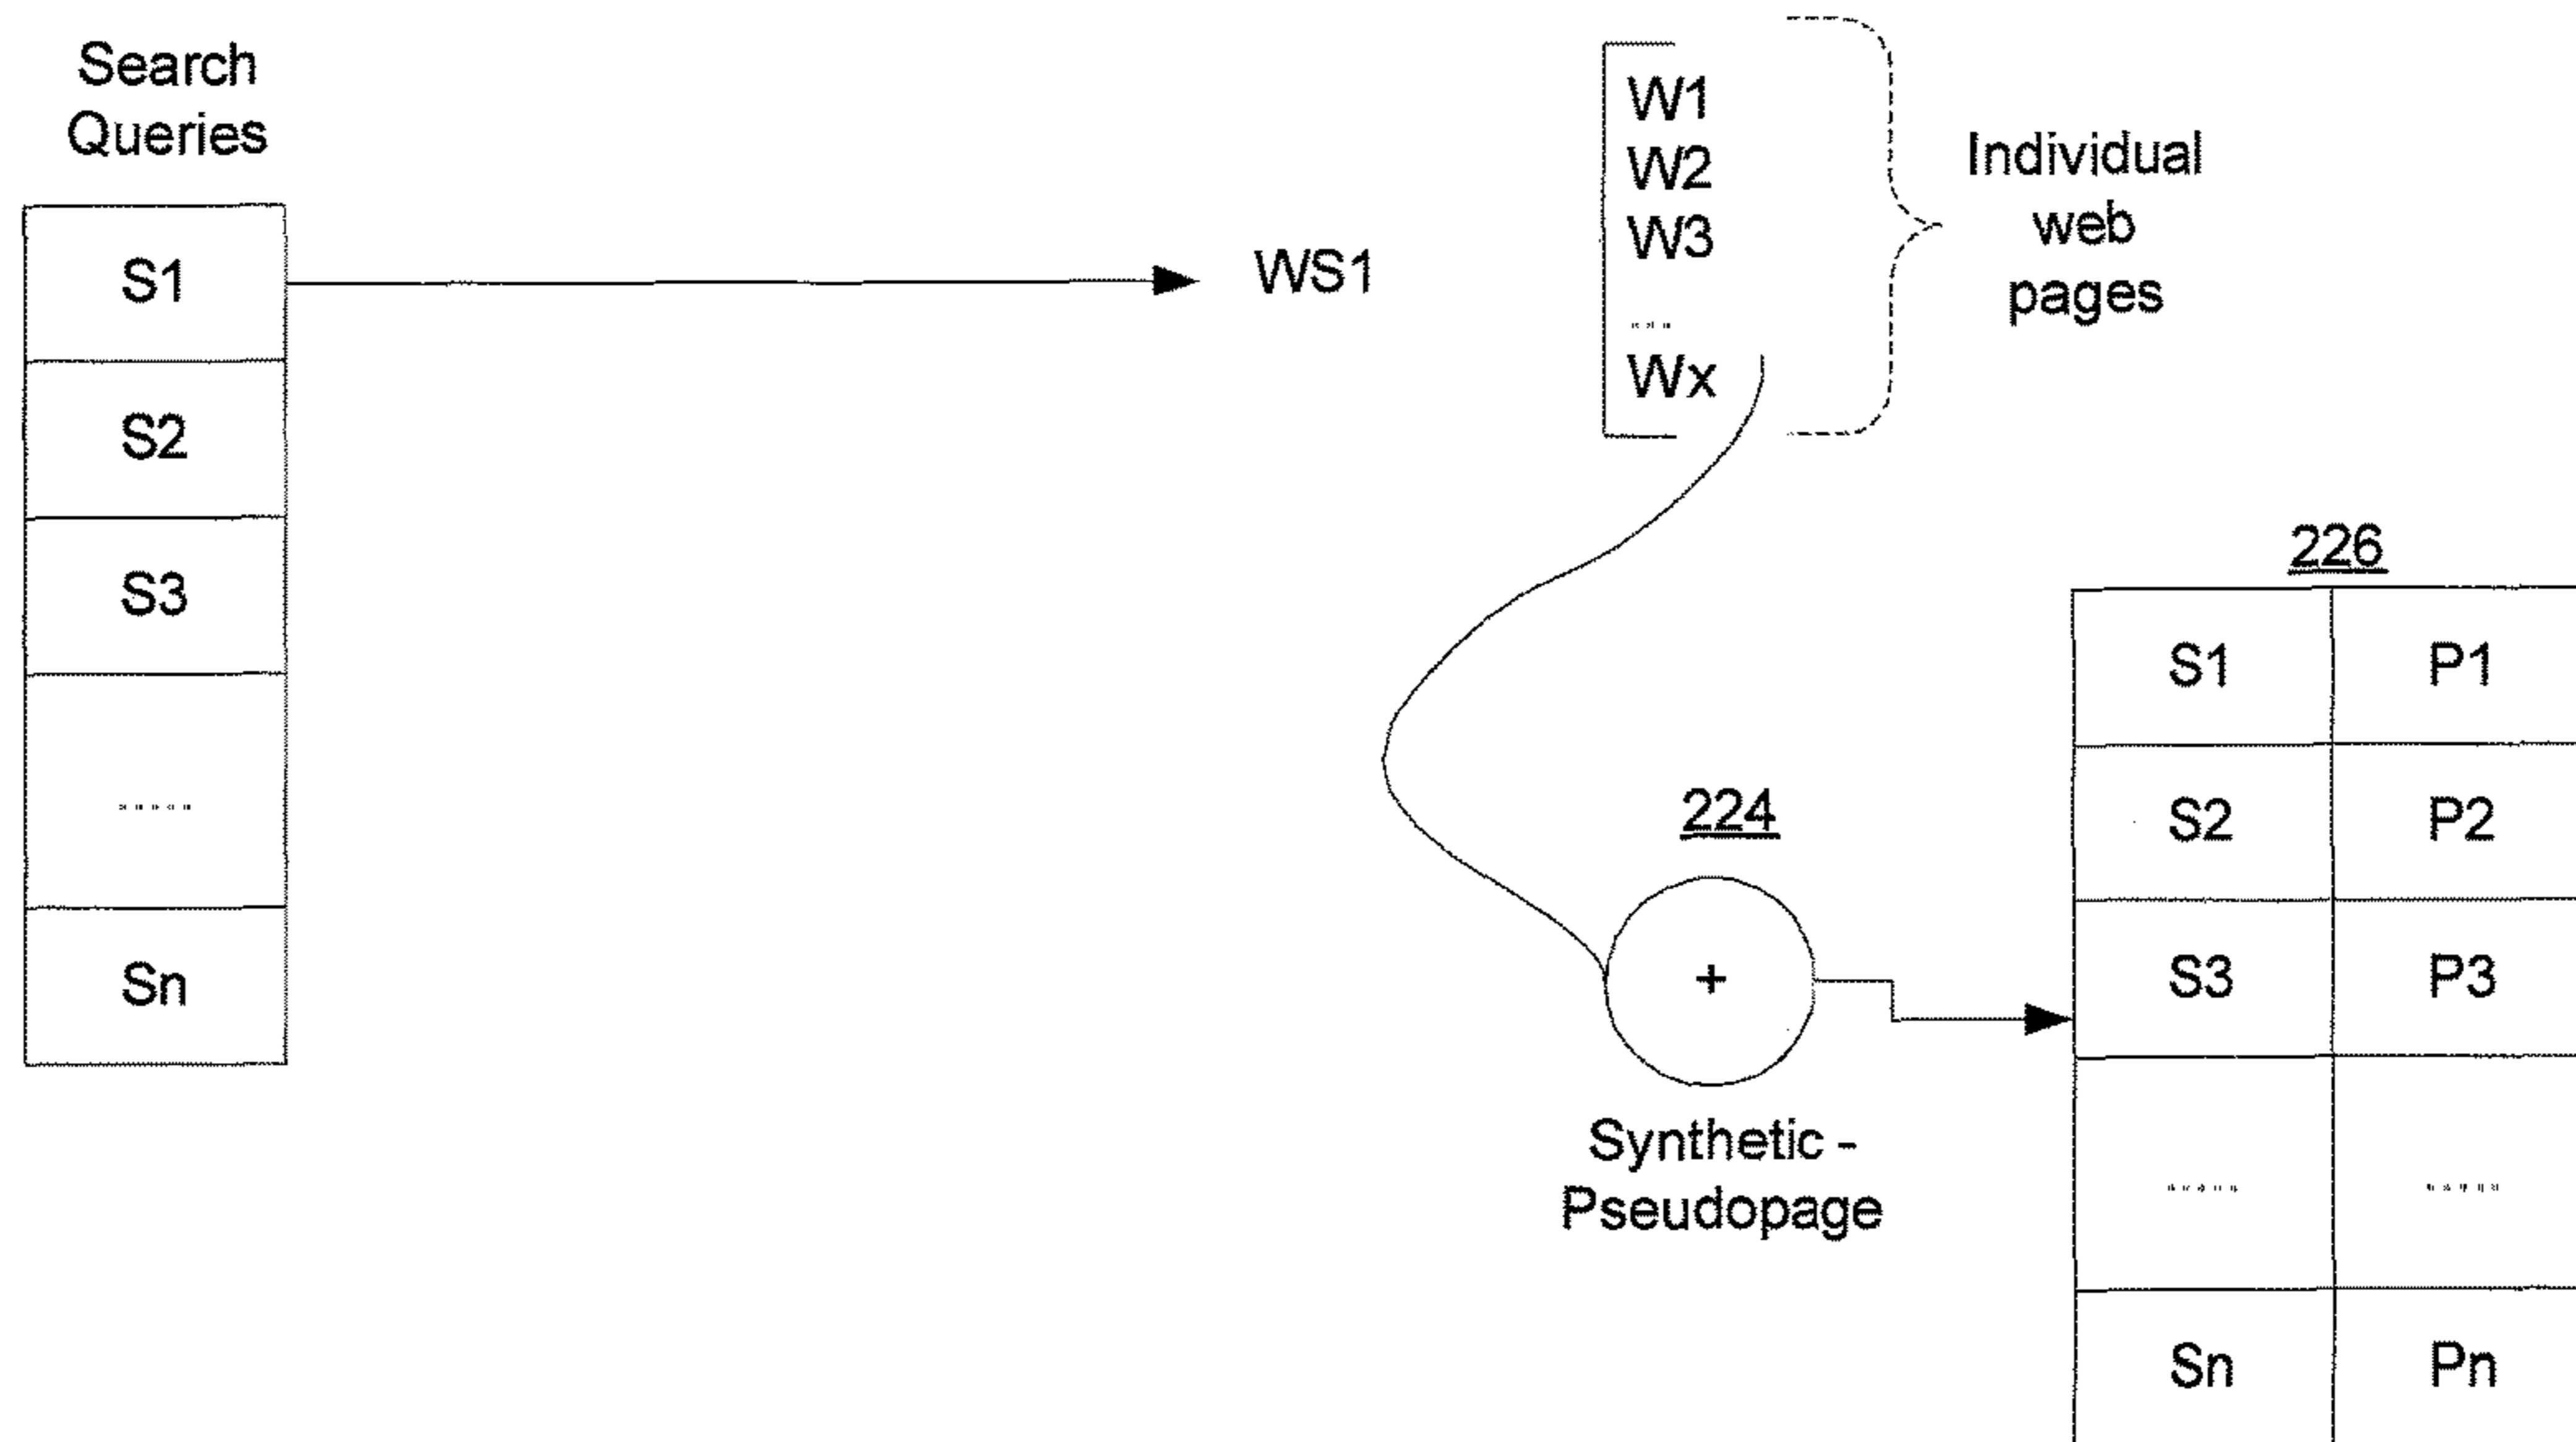 Search
Queries
S1
S2
S3
.....
Sn
WS1
W1
W2
W3
...
Wx
Individual
web
pages
224
+
Synthetic -
Pseudopage
226
S1 P1
S2 P2
S3 P3
..... .....
Sn Pn